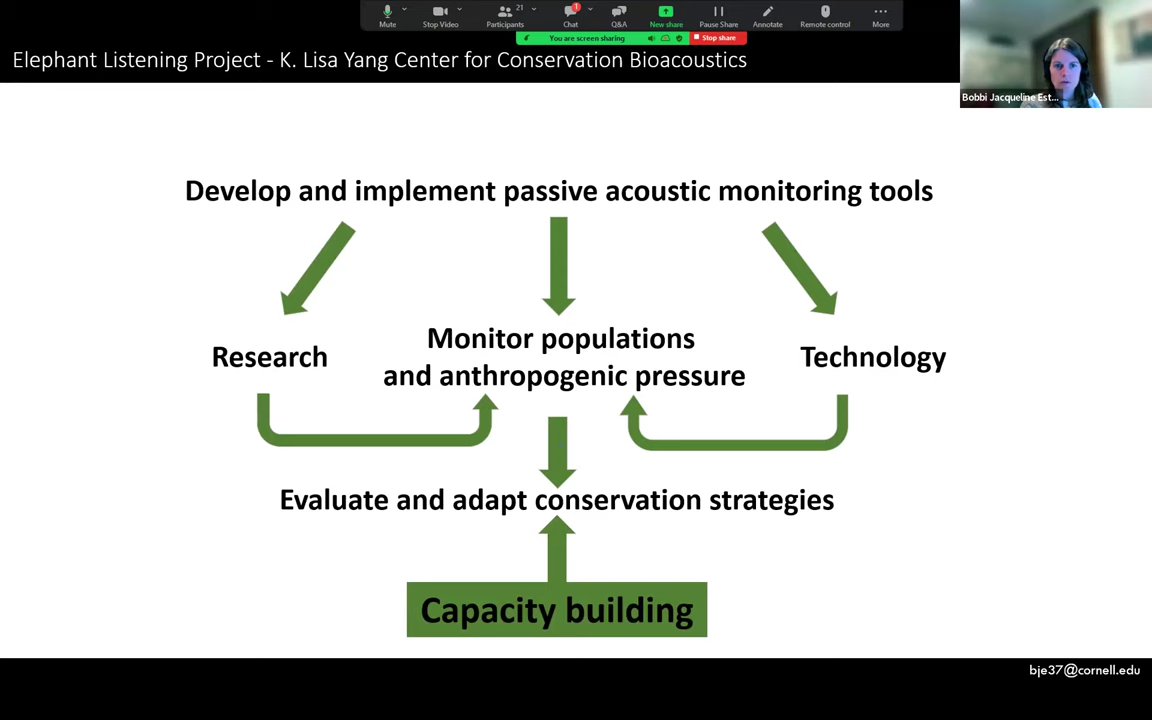 21
1
Mute
Stop Video
Participants
Chat
Q&A
New share
Pause Share
Annotate
Remote control
More
You are screen sharing
Stop share
Elephant Listening Project - K. Lisa Yang Center for Conservation Bioacoustics
Bobbi Jacqueline Est...
Develop and implement passive acoustic monitoring tools
Research
Monitor populations
and anthropogenic pressure
Technology
Evaluate and adapt conservation strategies
Capacity building
bje37@cornell.edu